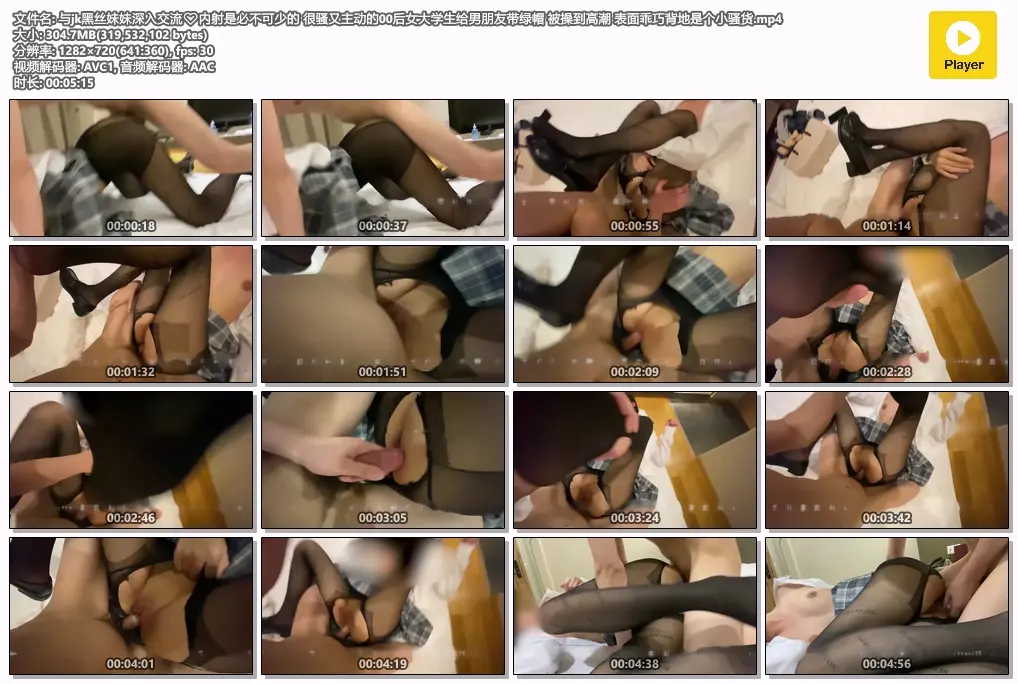 文件名: 与jk黑丝妹妹深入交流♡内射是必不可少的 很骚又主动的00后女大学生给男朋友带绿帽 被操到高潮 表面乖巧背地是个小骚货.mp4
大小: 304.7MB(319,532,102 bytes)
分辨率: 1282×720(641:360), fps: 30
视频解码器: AVC1, 音频解码器: AAC
时长: 00:05:15
Player
00:00:18
00:00:37
00:00:55
00:01:14
00:01:32
00:01:51
00:02:09
00:02:28
00:02:46
00:03:05
00:03:24
00:03:42
00:04:01
00:04:19
00:04:38
00:04:56